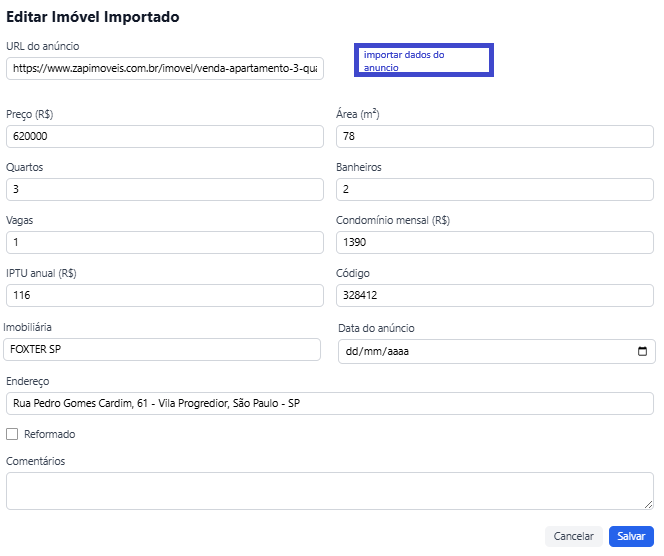 Editar Imóvel Importado
URL do anúncio
https://www.zapimoveis.com.br/imovel/venda-apartamento-3-qua
importar dados do
anuncio
Preço (R$)
Área (m²)
620000
78
Quartos
Banheiros
3
2
Vagas
Condomínio mensal (R$)
1
1390
IPTU anual (R$)
Código
116
328412
Imobiliária
Data do anúncio
FOXTER SP
dd/mm/aaaa
Endereço
Rua Pedro Gomes Cardim, 61 - Vila Progredior, São Paulo - SP
Reformado
Comentários
Cancelar
Salvar